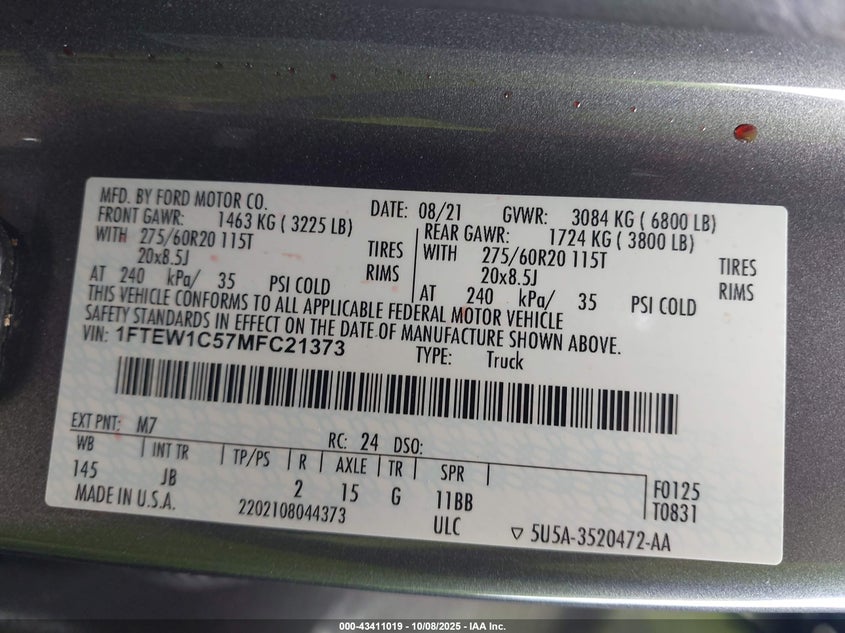 MFD. BY FORD MOTOR CO. DATE: 08/21 GVWR: 3084 KG ( 6800 LB)
FRONT GAWR: 1463 KG ( 3225 LB) REAR GAWR: 1724 KG ( 3800 LB)
WITH 275/60R20 115T TIRES WITH 275/60R20 115T TIRES
20x8.5J RIMS 20x8.5J RIMS
AT 240 kPa/ 35 PSI COLD AT 240 kPa/ 35 PSI COLD
THIS VEHICLE CONFORMS TO ALL APPLICABLE FEDERAL MOTOR VEHICLE
SAFETY STANDARDS IN EFFECT ON THE DATE OF MANUFACTURE SHOWN ABOVE.
VIN: 1FTEW1C57MFC21373 TYPE: Truck
EXT PNT: M7 RC: 24 DSO:
WB INT TR TP/PS R AXLE TR SPR
145 JB 2 15 G 11BB F0125
MADE IN U.S.A. 2202108044373 ULC T0831
5U5A-3520472-AA
000-43411019 - 10/08/2025 - IAA Inc.